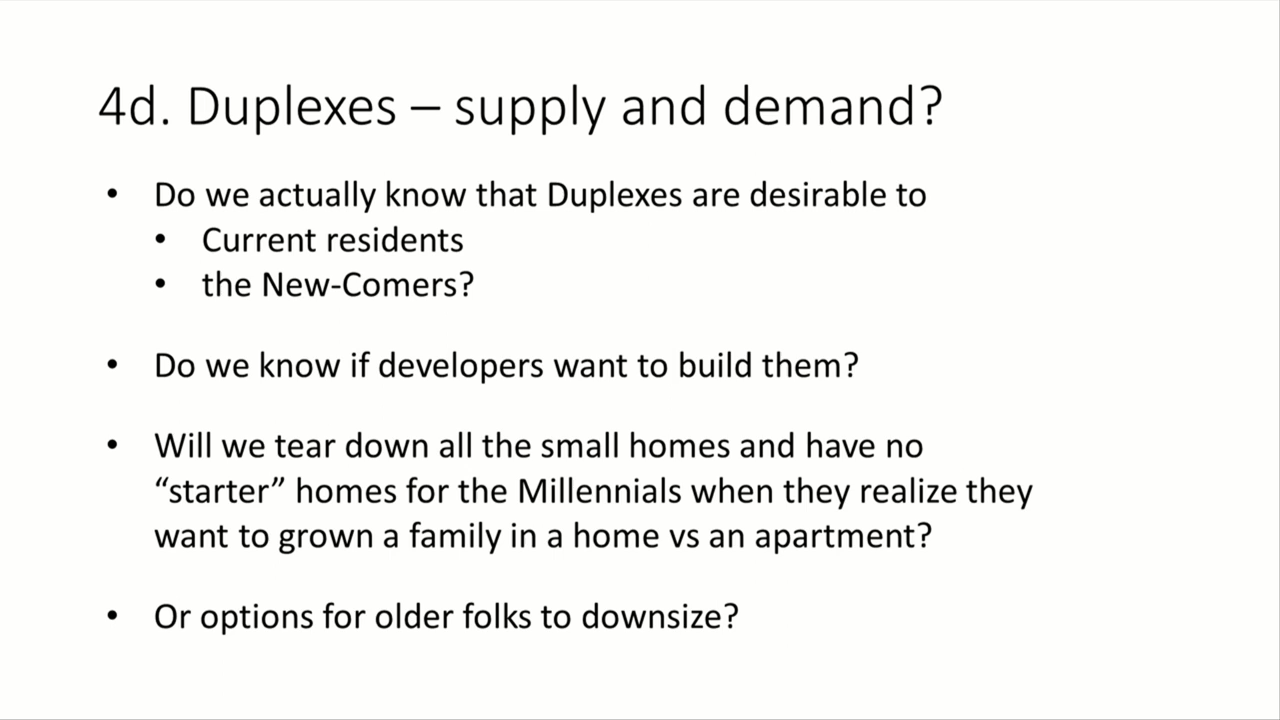 4d. Duplexes – supply and demand?
• Do we actually know that Duplexes are desirable to
• Current residents
• the New-Comers?
• Do we know if developers want to build them?
• Will we tear down all the small homes and have no
“starter” homes for the Millennials when they realize they
want to grown a family in a home vs an apartment?
• Or options for older folks to downsize?